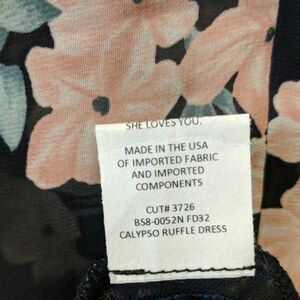 SHE LOVES YOU.
MADE IN THE USA
OF IMPORTED FABRIC
AND IMPORTED
COMPONENTS
CUT# 3726
BS8-0052N FD32
CALYPSO RUFFLE DRESS